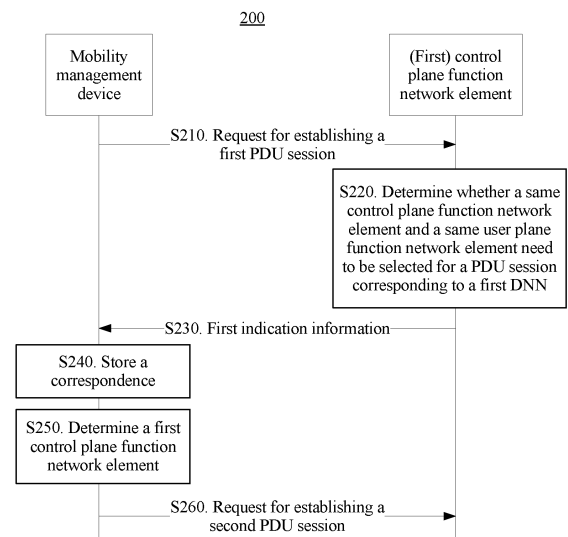 200
Mobility
management
device
(First) control
plane function
network element
S210. Request for establishing a
first PDU session
S220. Determine whether a same
control plane function network
element and a same user plane
function network element need
to be selected for a PDU session
corresponding to a first DNN
S230. First indication information
S240. Store a
correspondence
S250. Determine a first
control plane function
network element
S260. Request for establishing a
second PDU session